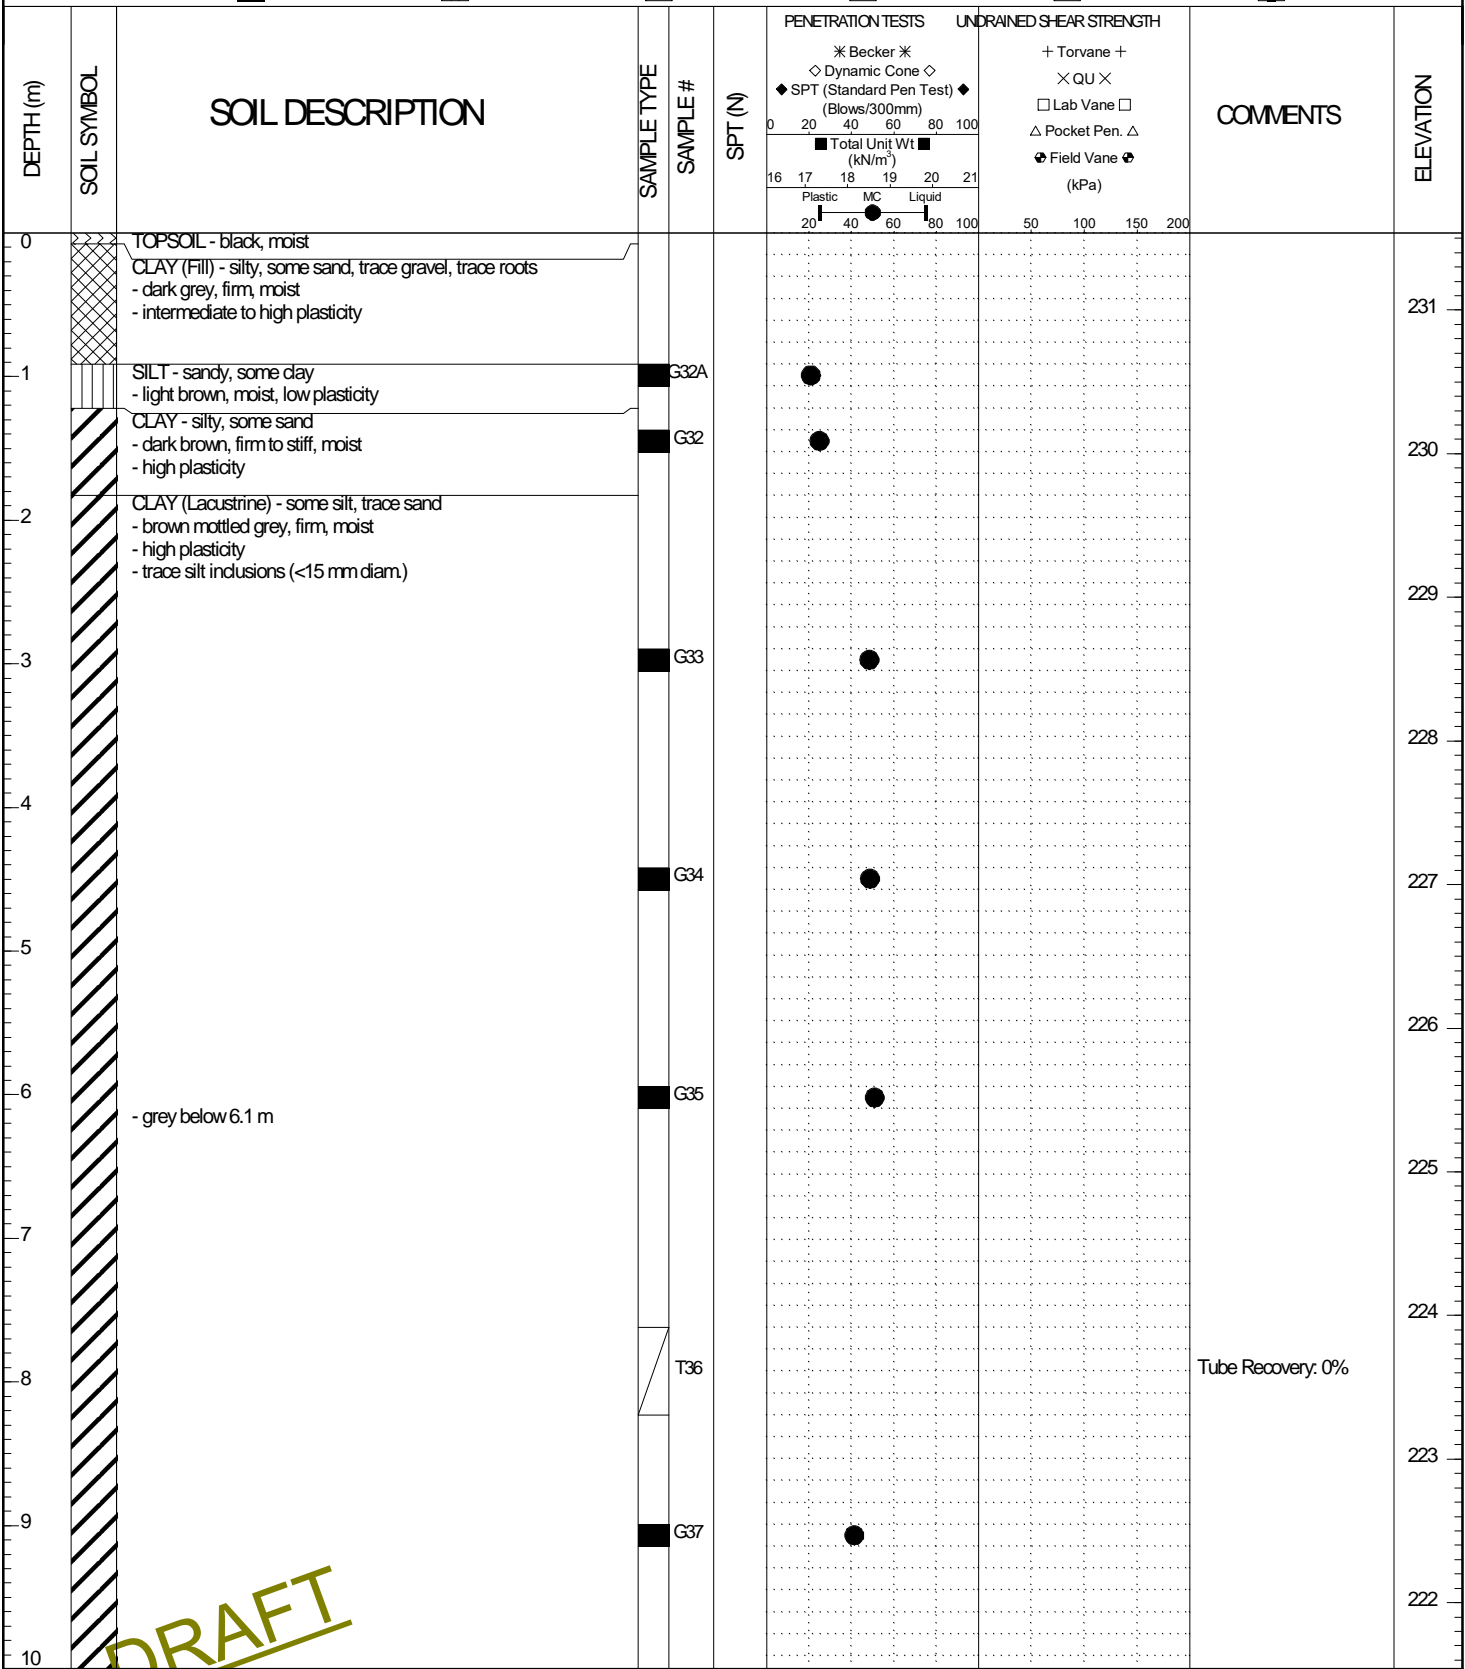 DEPTH (m)
SOIL SYMBOL
SOIL DESCRIPTION
SAMPLE TYPE
SAMPLE #
SPT (N)
PENETRATION TESTS
Becker
Dynamic Cone
SPT (Standard Pen Test)
(Blows/300mm)
0 20 40 60 80 100
Total Unit Wt
(kN/m³)
16 17 18 19 20 21
Plastic MC Liquid
20 40 60 80 100
UNDRAINED SHEAR STRENGTH
+ Torvane +
× QU ×
□ Lab Vane □
△ Pocket Pen. △
Field Vane
(kPa)
50 100 150 200
COMMENTS
ELEVATION
0
TOPSOIL - black, moist
CLAY (Fill) - silty, some sand, trace gravel, trace roots
- dark grey, firm, moist
- intermediate to high plasticity
231
1
SILT - sandy, some clay
- light brown, moist, low plasticity
G32A
CLAY - silty, some sand
- dark brown, firm to stiff, moist
- high plasticity
G32
230
CLAY (Lacustrine) - some silt, trace sand
- brown mottled grey, firm, moist
- high plasticity
- trace silt inclusions (<15 mm diam.)
2
229
3
G33
228
4
G34
227
5
226
6
G35
- grey below 6.1 m
225
7
224
T36
Tube Recovery: 0%
8
223
9
G37
222
10
DRAFT